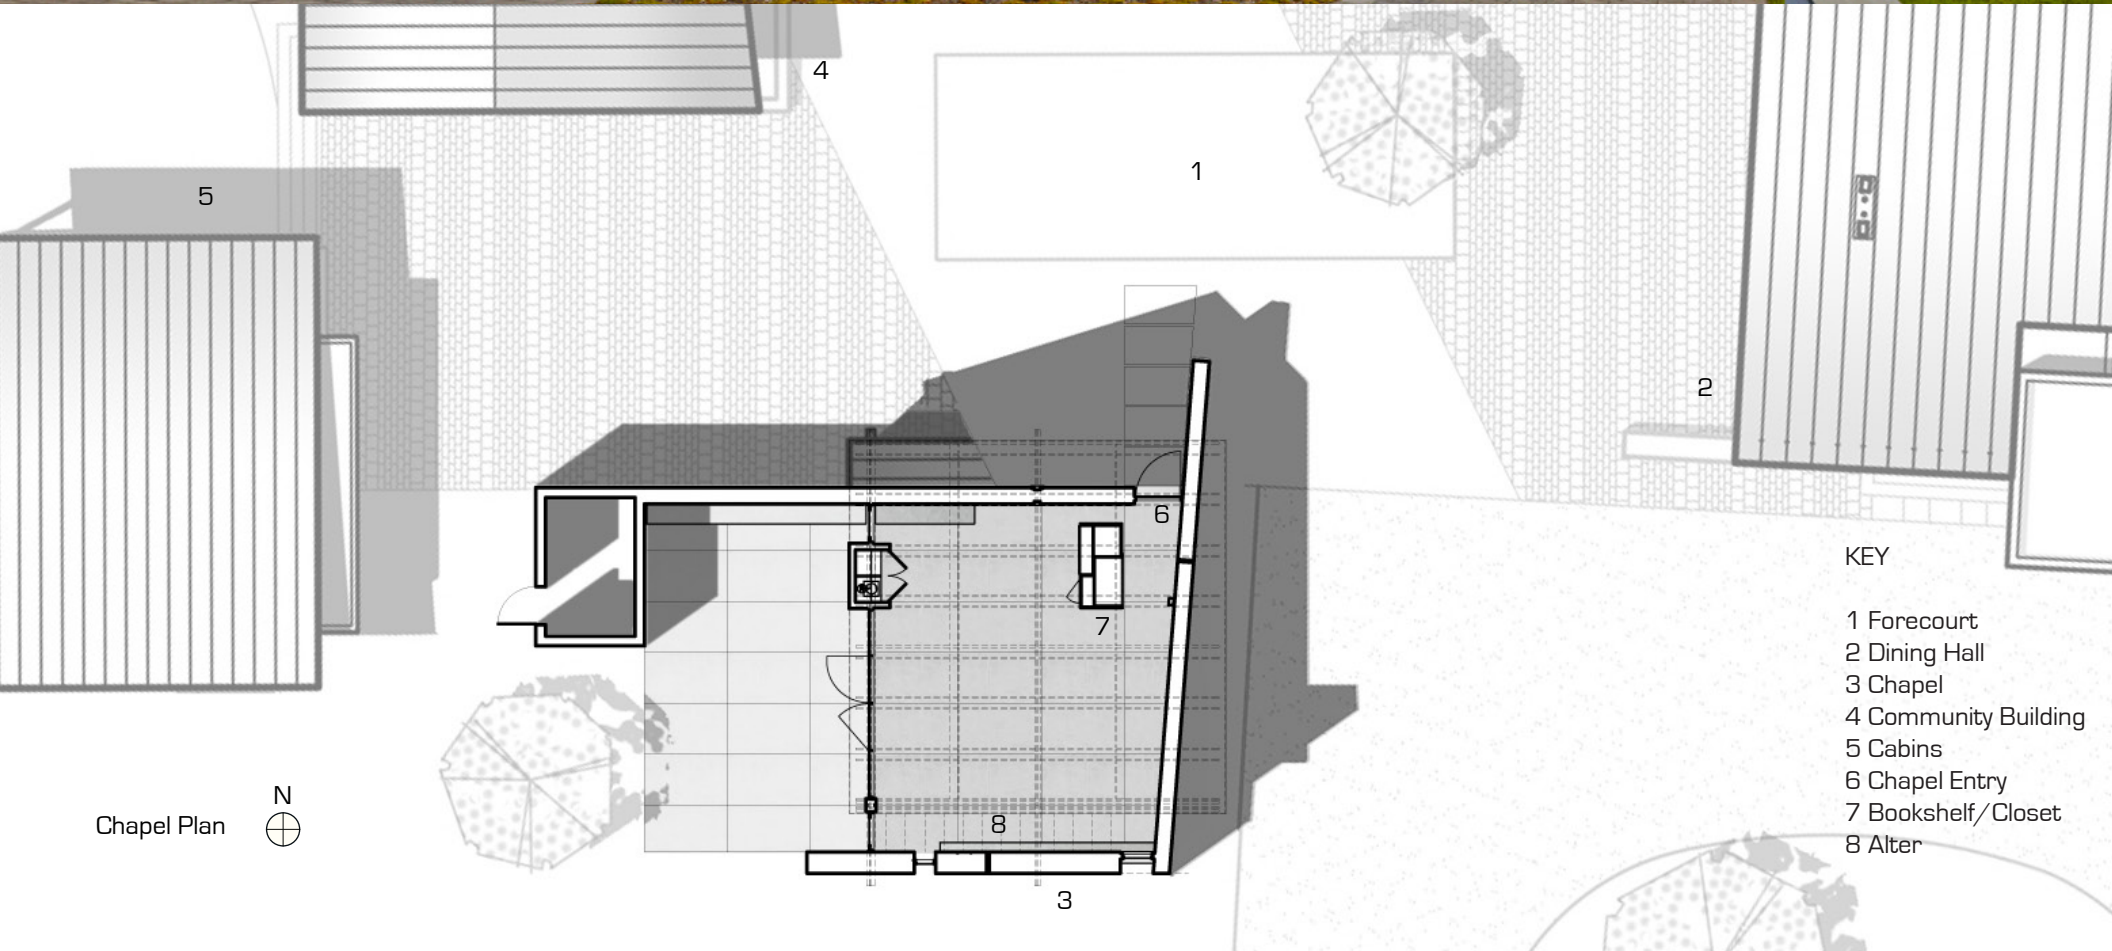 4
1
5
2
6
7
8
3
KEY
1 Forecourt
2 Dining Hall
3 Chapel
4 Community Building
5 Cabins
6 Chapel Entry
7 Bookshelf/Closet
8 Alter
N
Chapel Plan